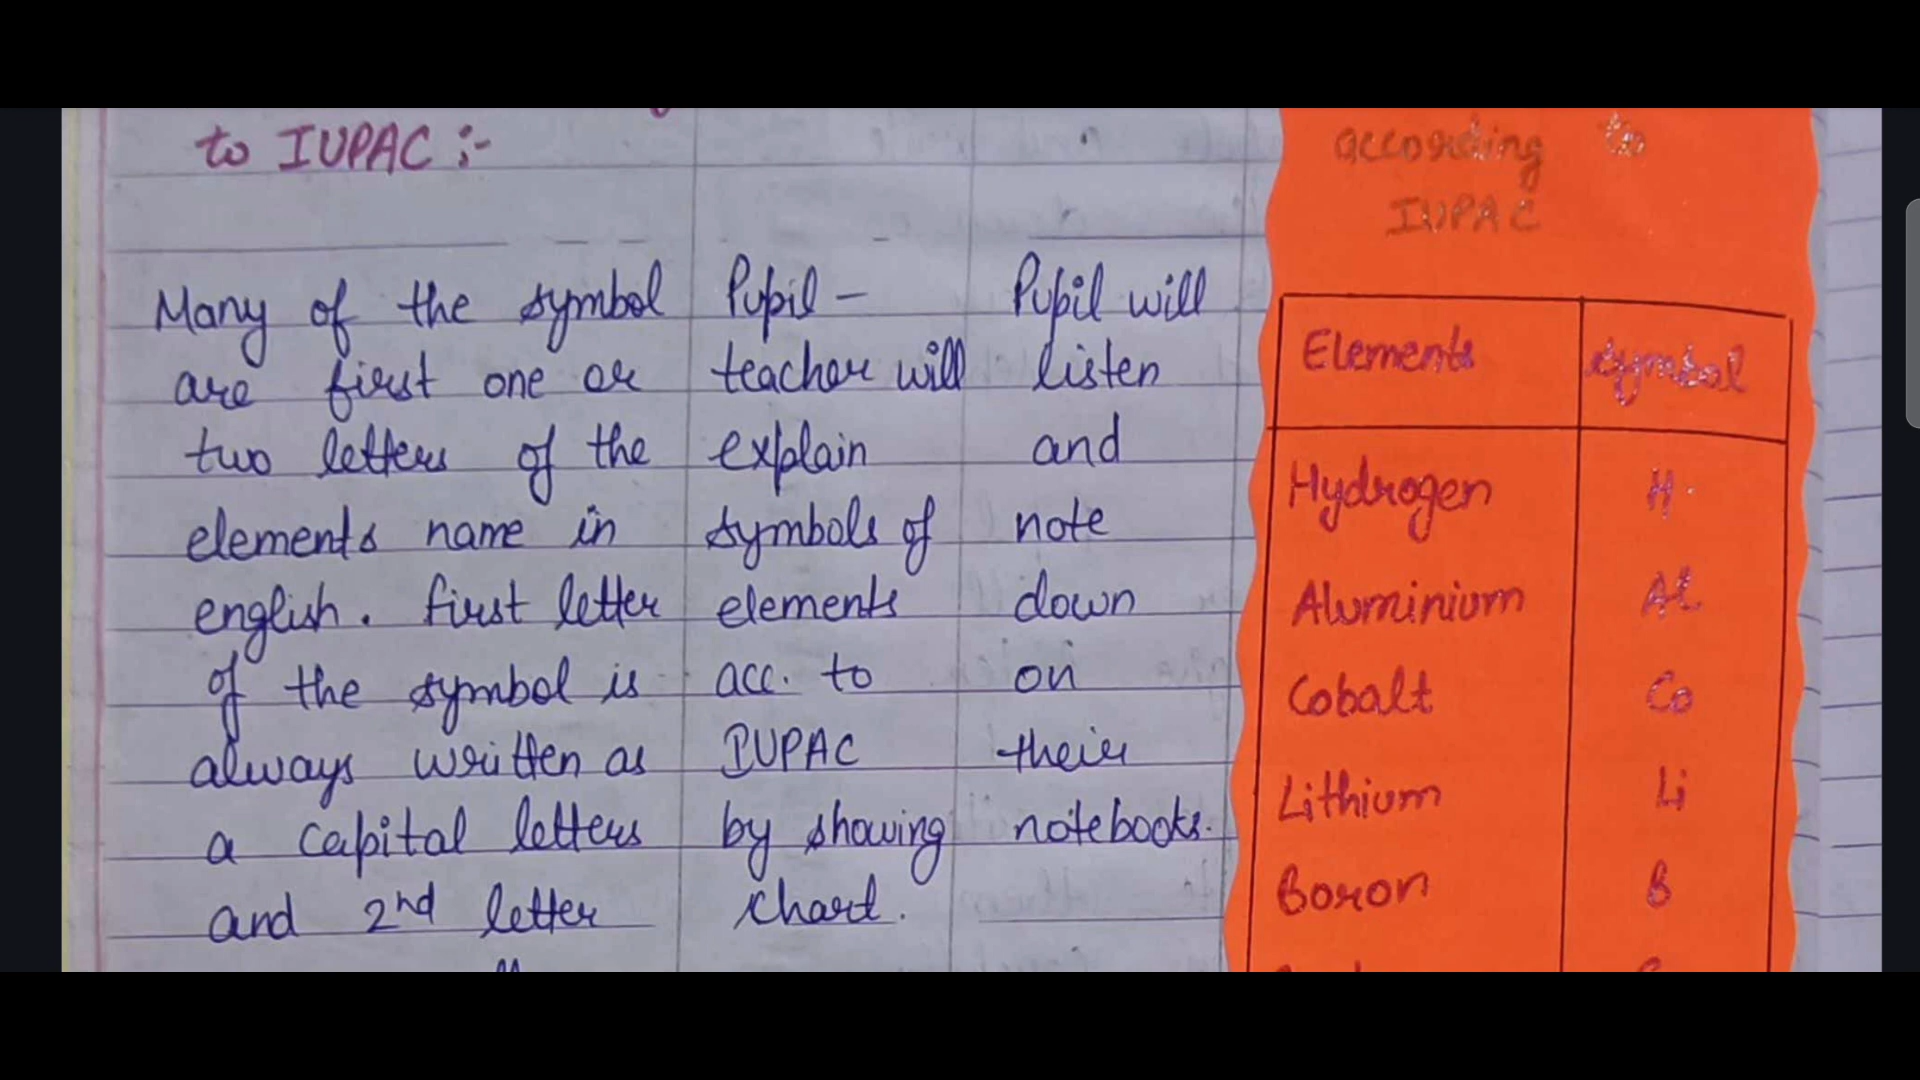 to IUPAC :-
Many of the symbol
are first one or
two letters of the
elements name in
english. first letter
of the symbol is
always written as
a capital letters
and 2nd letter
Pupil -
teacher will
explain
symbols of
elements
acc. to
IUPAC
by showing
chart.
Pupil will
listen
and
note
down
on
their
notebooks.
according to
IUPAC
Elements symbol
Hydrogen H
Aluminium Al
Cobalt Co
Lithium Li
Boron B